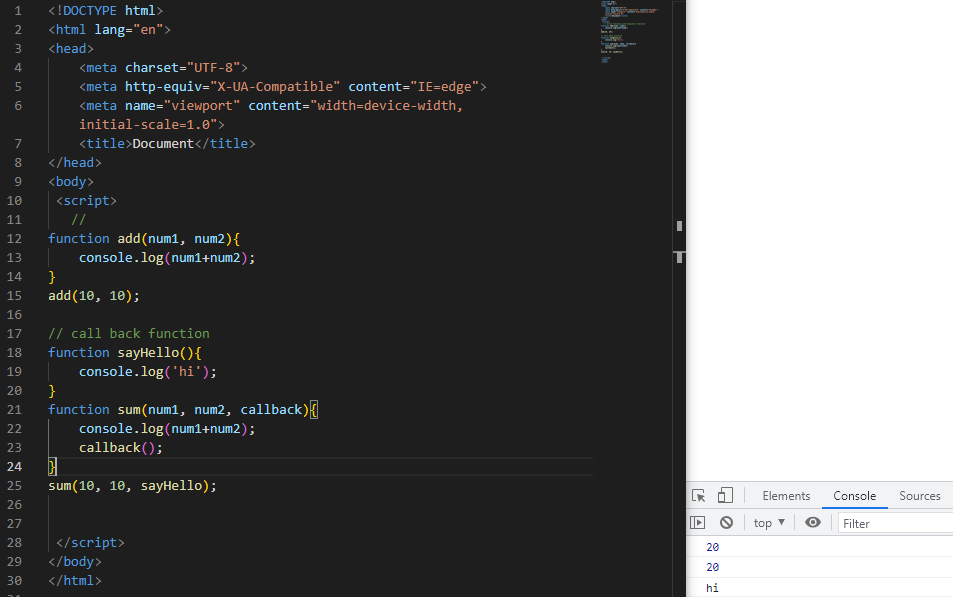 1 <!DOCTYPE html>
2 <html lang="en">
3 <head>
4 <meta charset="UTF-8">
5 <meta http-equiv="X-UA-Compatible" content="IE=edge">
6 <meta name="viewport" content="width=device-width,
initial-scale=1.0">
7 <title>Document</title>
8 </head>
9 <body>
10 <script>
11 //
12 function add(num1, num2){
13 console.log(num1+num2);
14 }
15 add(10, 10);
16
17 // call back function
18 function sayHello(){
19 console.log('hi');
20 }
21 function sum(num1, num2, callback){
22 console.log(num1+num2);
23 callback();
24 }
25 sum(10, 10, sayHello);
26
27
28 </script>
29 </body>
30 </html>
Elements Console Sources
top ▼ Filter
20
20
hi